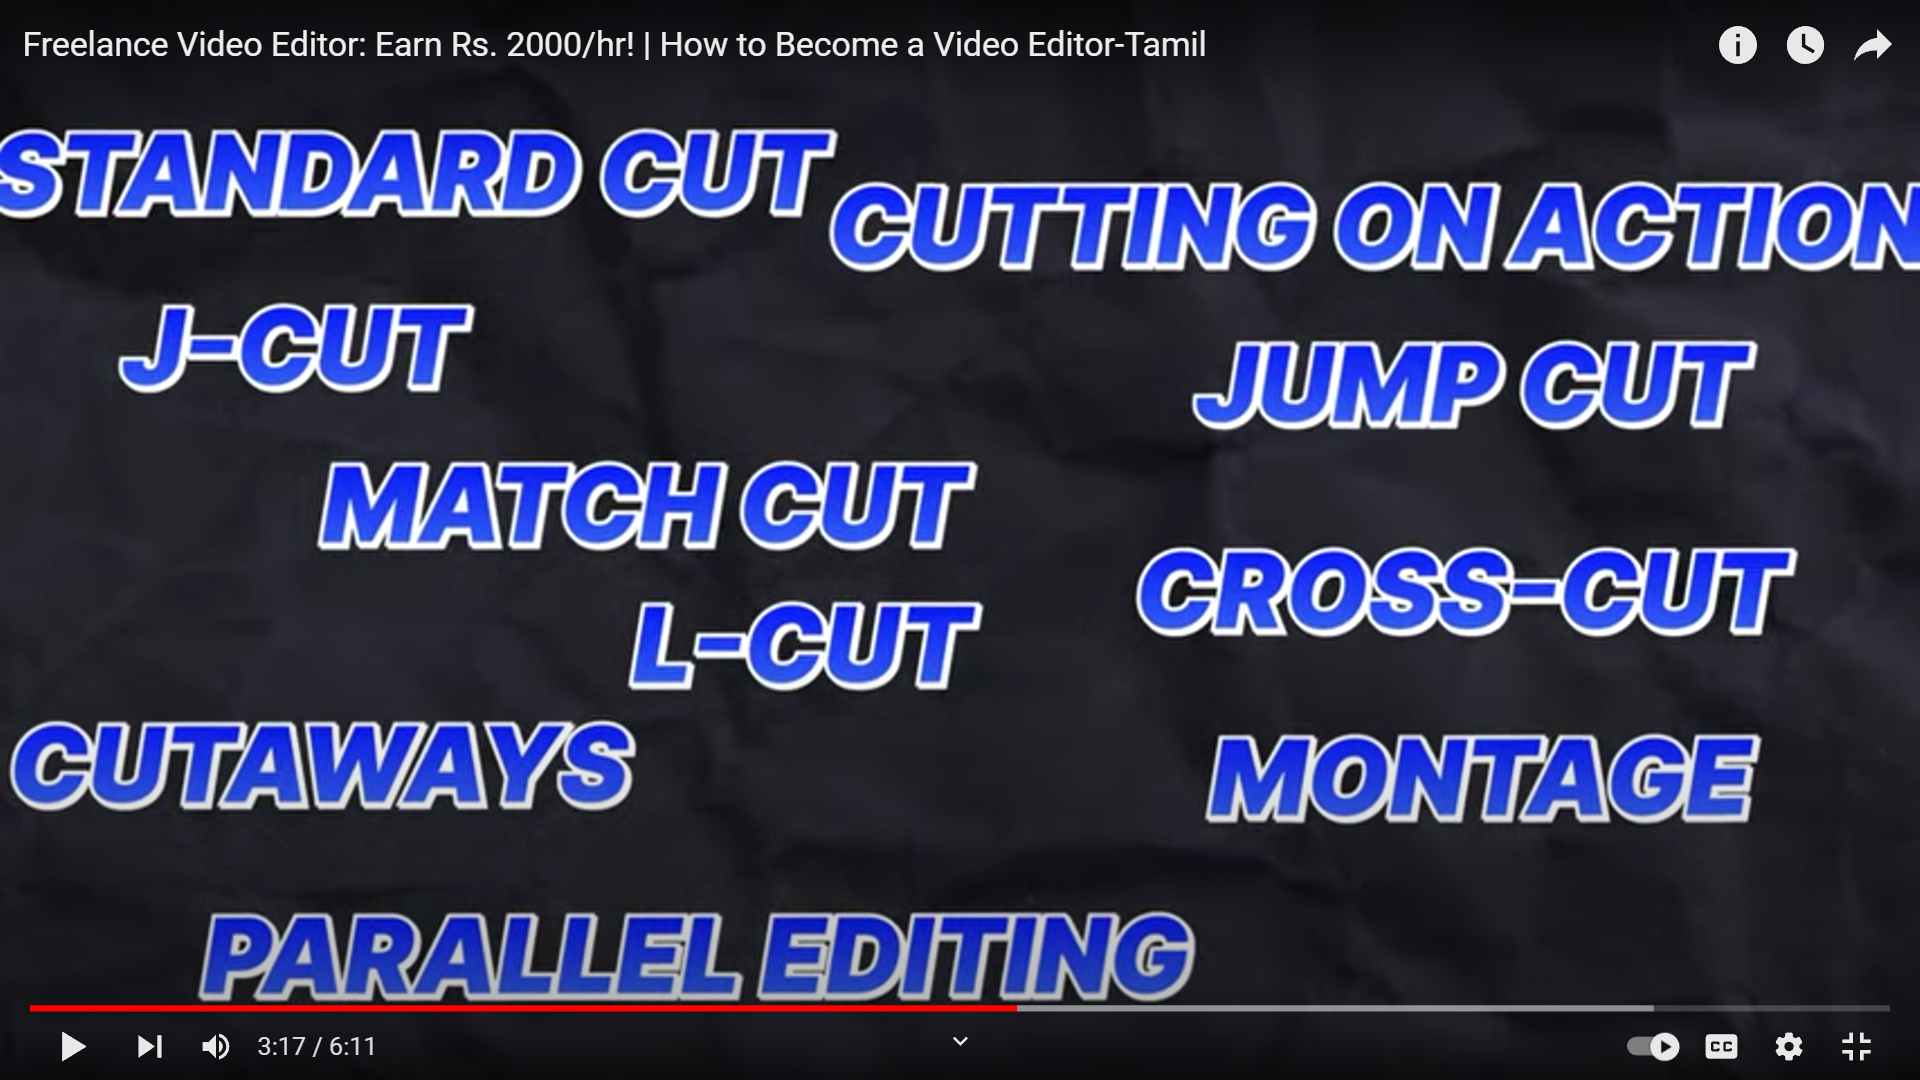 Freelance Video Editor: Earn Rs. 2000/hr! | How to Become a Video Editor-Tamil
STANDARD CUT
CUTTING ON ACTION
J-CUT
JUMP CUT
MATCH CUT
CROSS-CUT
L-CUT
CUTAWAYS
MONTAGE
PARALLEL EDITING
3:17 / 6:11
CC